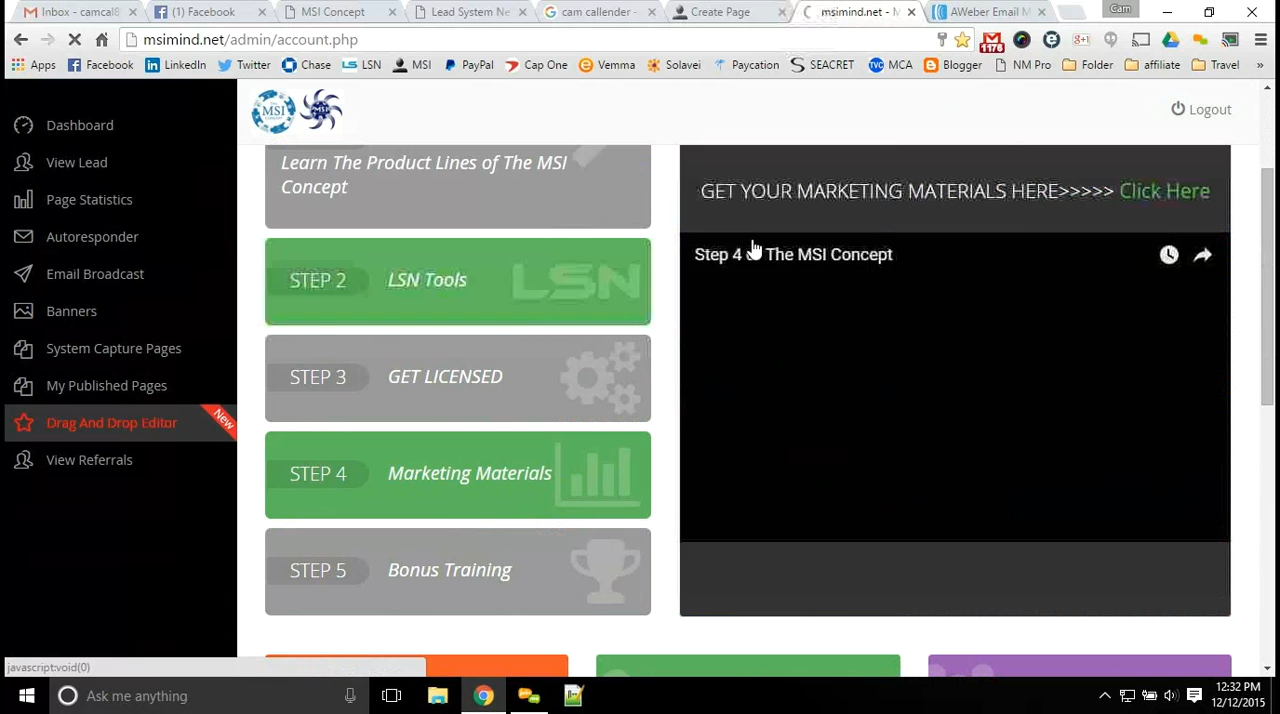 Inbox - camcal8
(1) Facebook
MSI Concept
Lead System Ne
cam callender -
Create Page
msimind.net -
AWeber Email M
Cam
msimind.net/admin/account.php
1176
Apps
Facebook
LinkedIn
Twitter
Chase
LSN
MSI
PayPal
Cap One
Vemma
Solavei
Paycation
SEACRET
TVC MCA
Blogger
NM Pro
Folder
affiliate
Travel
»
Dashboard
View Lead
Page Statistics
Autoresponder
Email Broadcast
Banners
System Capture Pages
My Published Pages
Drag And Drop Editor
New
View Referrals
MSI
Logout
Learn The Product Lines of The MSI
Concept
STEP 2 LSN Tools LSN
STEP 3 GET LICENSED
STEP 4 Marketing Materials
STEP 5 Bonus Training
GET YOUR MARKETING MATERIALS HERE>>>>> Click Here
Step 4 The MSI Concept
javascript:void(0)
Ask me anything
12:32 PM
12/12/2015